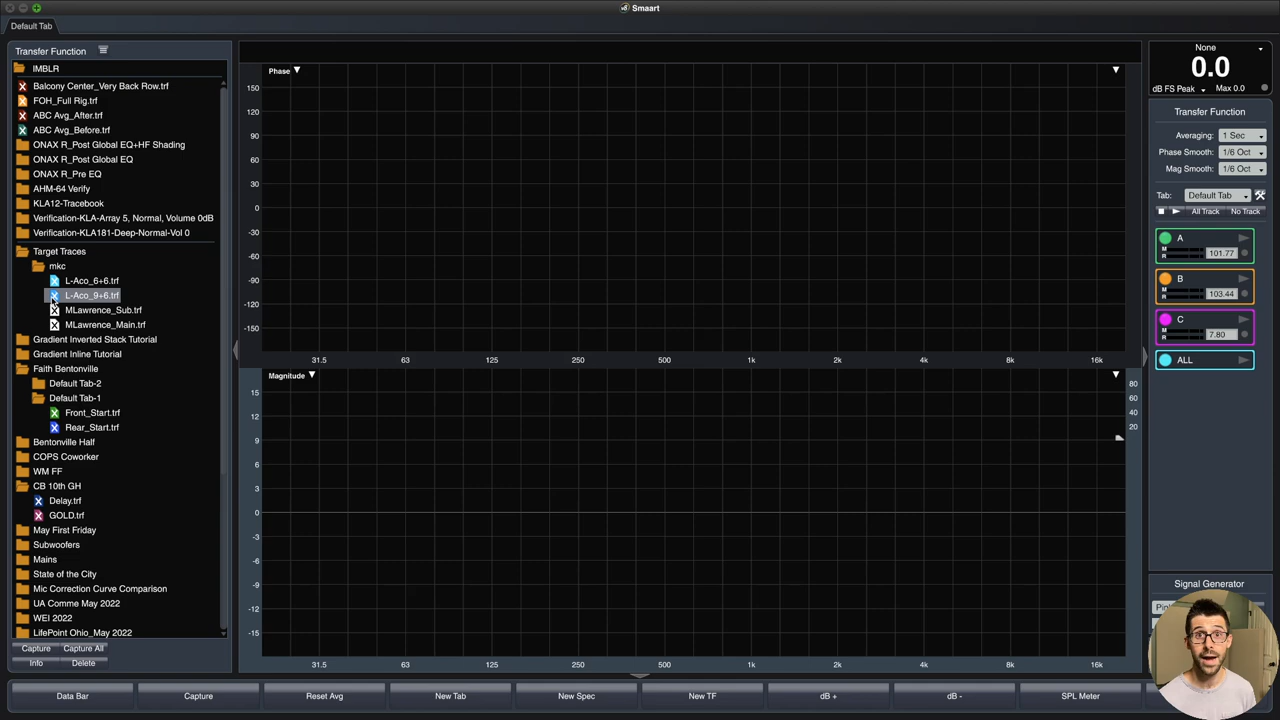 Smaart
Default Tab
Transfer Function
IMBLR
Balcony Center_Very Back Row.trf
FOH_Full Rig.trf
ABC Avg_After.trf
ABC Avg_Before.trf
ONAX R_Post Global EQ+HF Shading
ONAX R_Post Global EQ
ONAX R_Pre EQ
AHM-64 Verify
KLA12-Tracebook
Verification-KLA-Array 5, Normal, Volume 0dB
Verification-KLA181-Deep-Normal-Vol 0
Target Traces
mkc
L-Aco_6+6.trf
L-Aco_9+6.trf
MLawrence_Sub.trf
MLawrence_Main.trf
Gradient Inverted Stack Tutorial
Gradient Inline Tutorial
Faith Bentonville
Default Tab-2
Default Tab-1
Front_Start.trf
Rear_Start.trf
Bentonville Half
COPS Coworker
WM FF
CB 10th GH
Delay.trf
GOLD.trf
May First Friday
Subwoofers
Mains
State of the City
Mic Correction Curve Comparison
UA Comme May 2022
WEI 2022
LifePoint Ohio_May 2022
Capture Capture All
Info Delete
Phase
150
120
90
60
30
0
-30
-60
-90
-120
-150
31.5 63 125 250 500 1k 2k 4k 8k 16k
Magnitude
15
12
9
6
3
0
-3
-6
-9
-12
-15
80
60
40
20
31.5 63 125 250 500 1k 2k 4k 8k 16k
None
0.0
dB FS Peak Max 0.0
Transfer Function
Averaging: 1 Sec
Phase Smooth: 1/6 Oct
Mag Smooth: 1/6 Oct
Tab: Default Tab
All Track No Track
A
M
R 101.77
B
M
R 103.44
C
M
R 7.80
ALL
Signal Generator
Data Bar Capture Reset Avg New Tab New Spec New TF dB + dB - SPL Meter